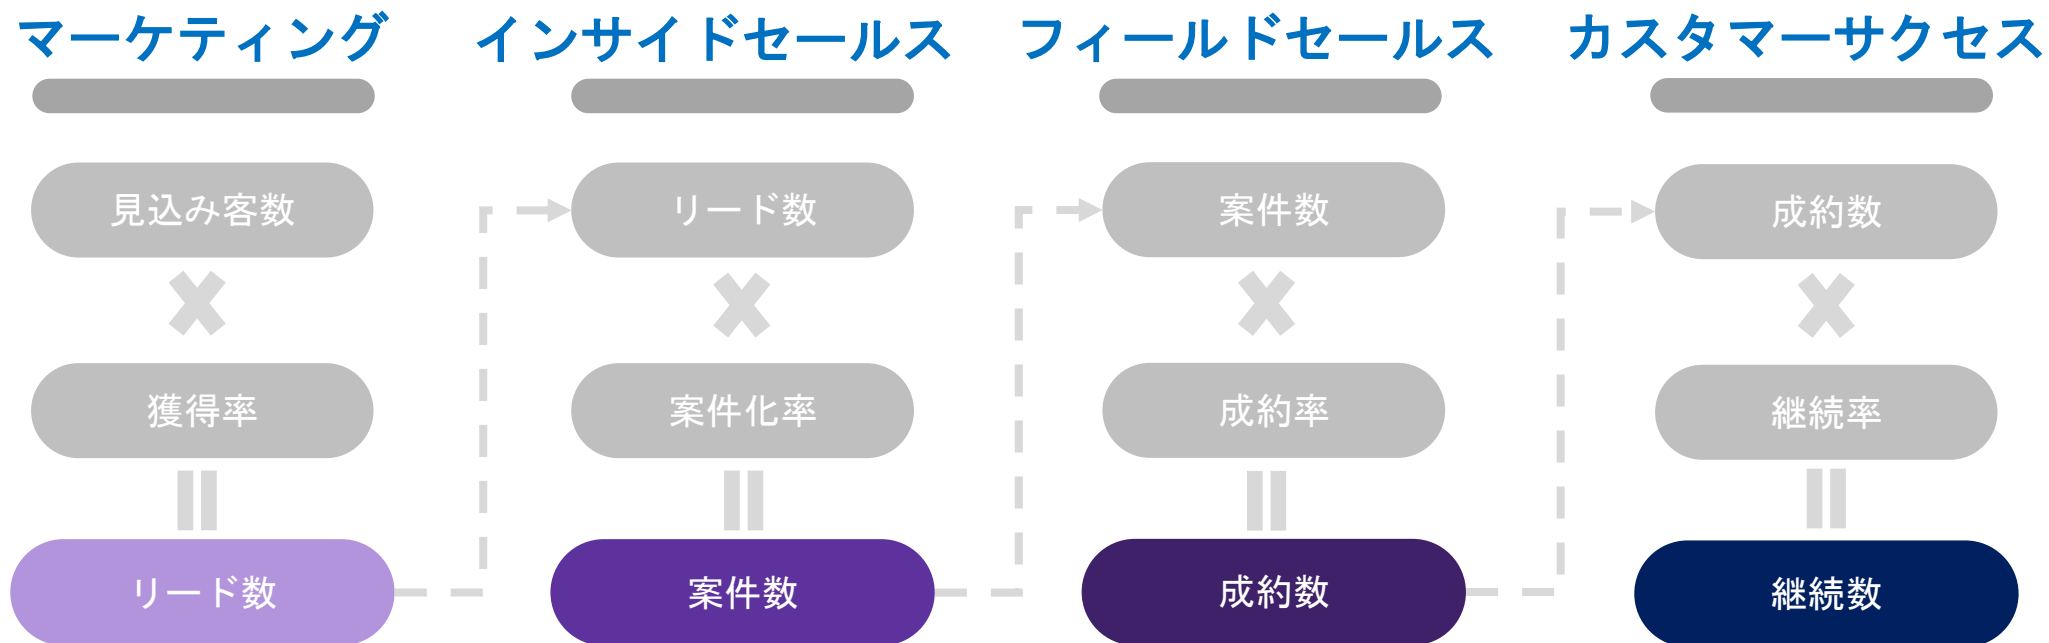 マーケティング
インサイドセールス
フィールドセールス
カスタマーサクセス
見込み客数
リード数
案件数
成約数
獲得率
案件化率
成約率
継続率
リード数
案件数
成約数
継続数